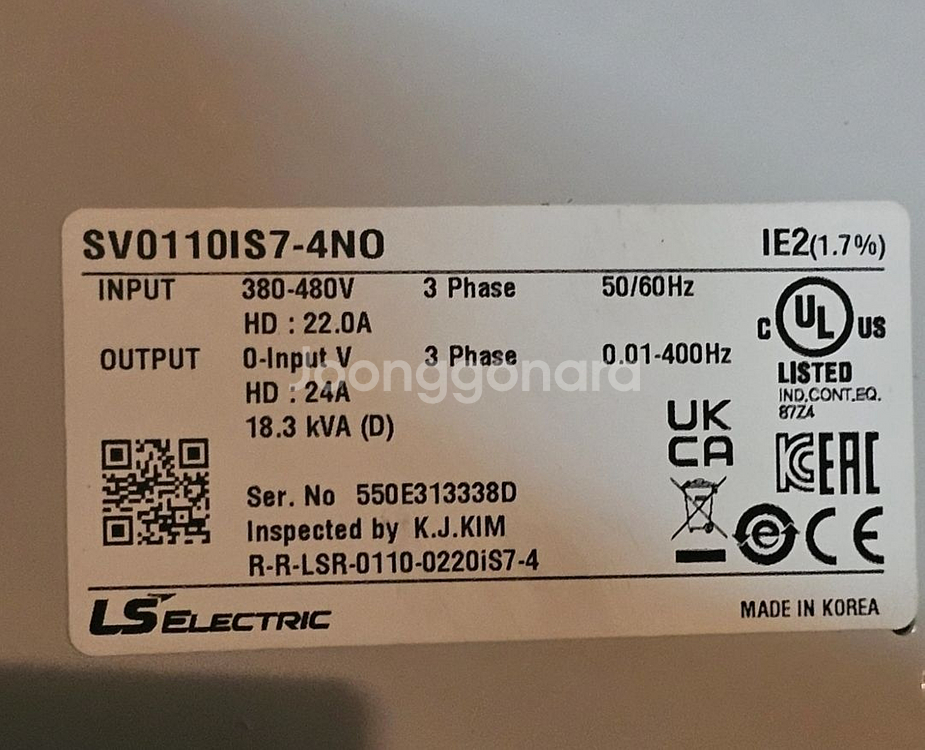 SV0110IS7-4NO IE2(1.7%)
INPUT 380-480V 3 Phase 50/60Hz
HD : 22.0A
OUTPUT 0-Input V 3 Phase 0.01-400Hz
HD : 24A
18.3 kVA (D)
C UL US
LISTED
IND.CONT.EQ.
87Z4
Joonggonara
UK
CA
EAC
CE
Ser. No 550E313338D
Inspected by K.J.KIM
R-R-LSR-0110-0220iS7-4
LS ELECTRIC MADE IN KOREA